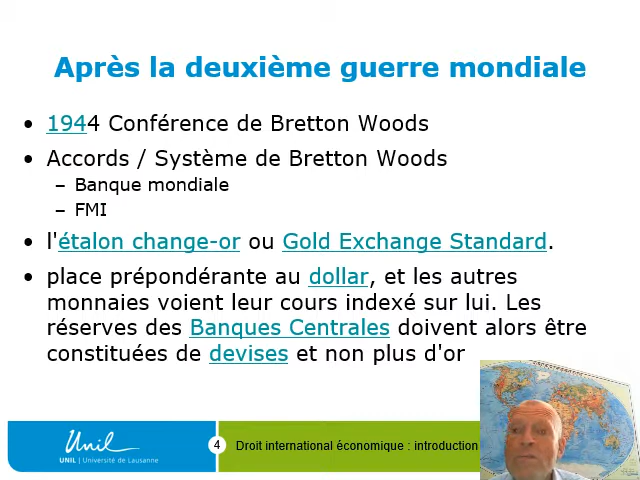 Après la deuxième guerre mondiale
• 1944 Conférence de Bretton Woods
• Accords / Système de Bretton Woods
– Banque mondiale
– FMI
• l'étalon change-or ou Gold Exchange Standard.
• place prépondérante au dollar, et les autres
monnaies voient leur cours indexé sur lui. Les
réserves des Banques Centrales doivent alors être
constituées de devises et non plus d'or
Unil
UNIL | Université de Lausanne
4
Droit international économique : introduction